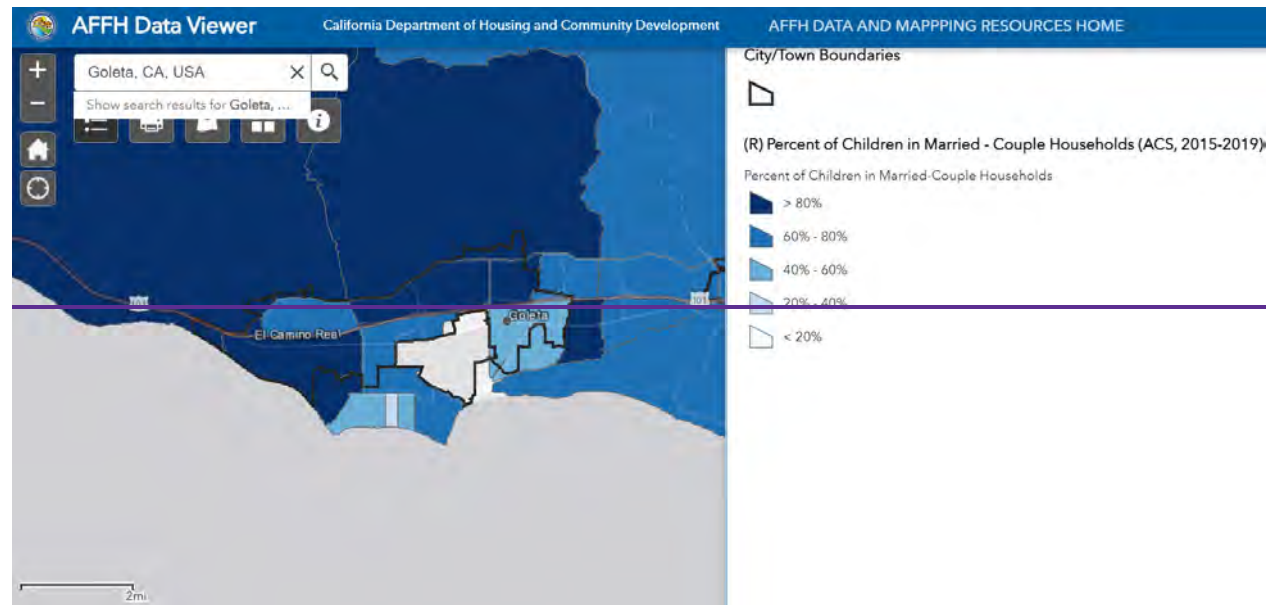 AFFH Data Viewer
California Department of Housing and Community Development
AFFH DATA AND MAPPPING RESOURCES HOME
+
Goleta, CA, USA
Show search results for Goleta, ...
City/Town Boundaries
(R) Percent of Children in Married - Couple Households (ACS, 2015-2019)
Percent of Children in Married-Couple Households
> 80%
60% - 80%
40% - 60%
20% - 40%
< 20%
101
101
Goleta
El Camino Real
2mi